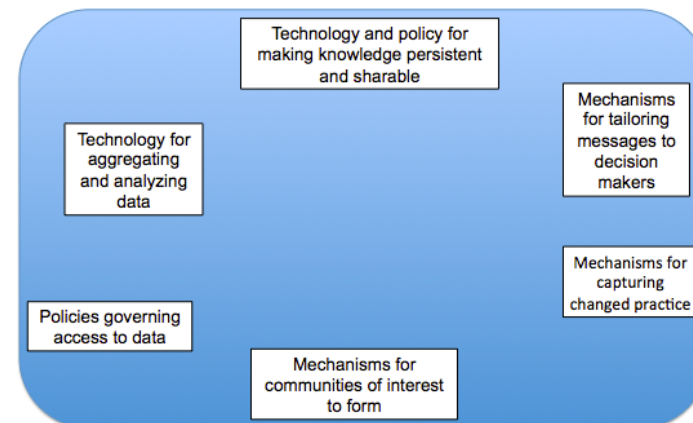 Technology and policy for
making knowledge persistent
and sharable
Mechanisms
for tailoring
messages to
decision
makers
Technology for
aggregating
and analyzing
data
Mechanisms for
capturing
changed practice
Policies governing
access to data
Mechanisms for
communities of interest
to form